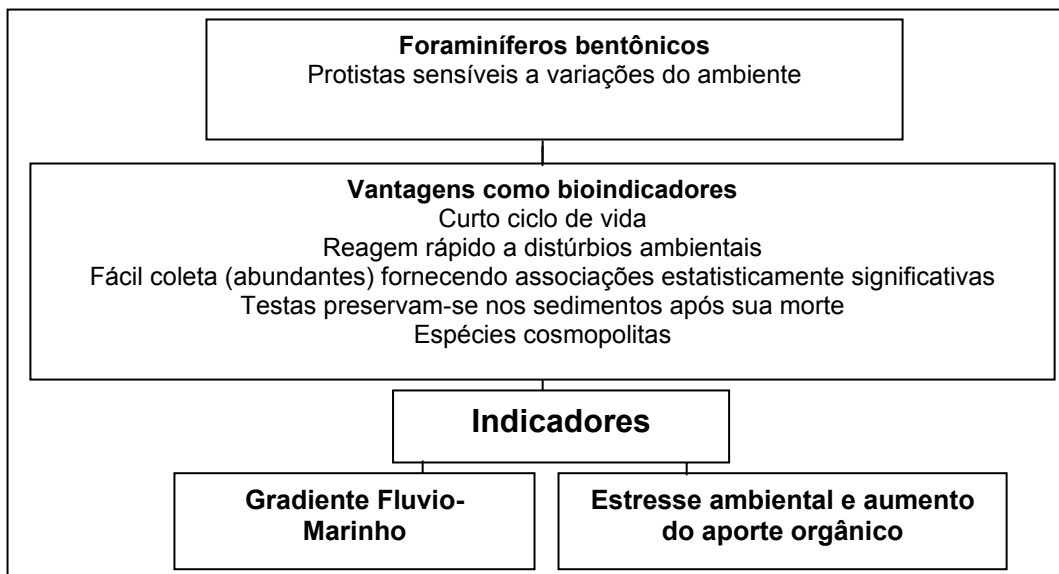 Foraminíferos bentônicos
Protistas sensíveis a variações do ambiente
Vantagens como bioindicadores
Curto ciclo de vida
Reagem rápido a distúrbios ambientais
Fácil coleta (abundantes) fornecendo associações estatisticamente significativas
Testas preservam-se nos sedimentos após sua morte
Espécies cosmopolitas
Indicadores
Gradiente Fluvio-
Marinho
Estresse ambiental e aumento
do aporte orgânico